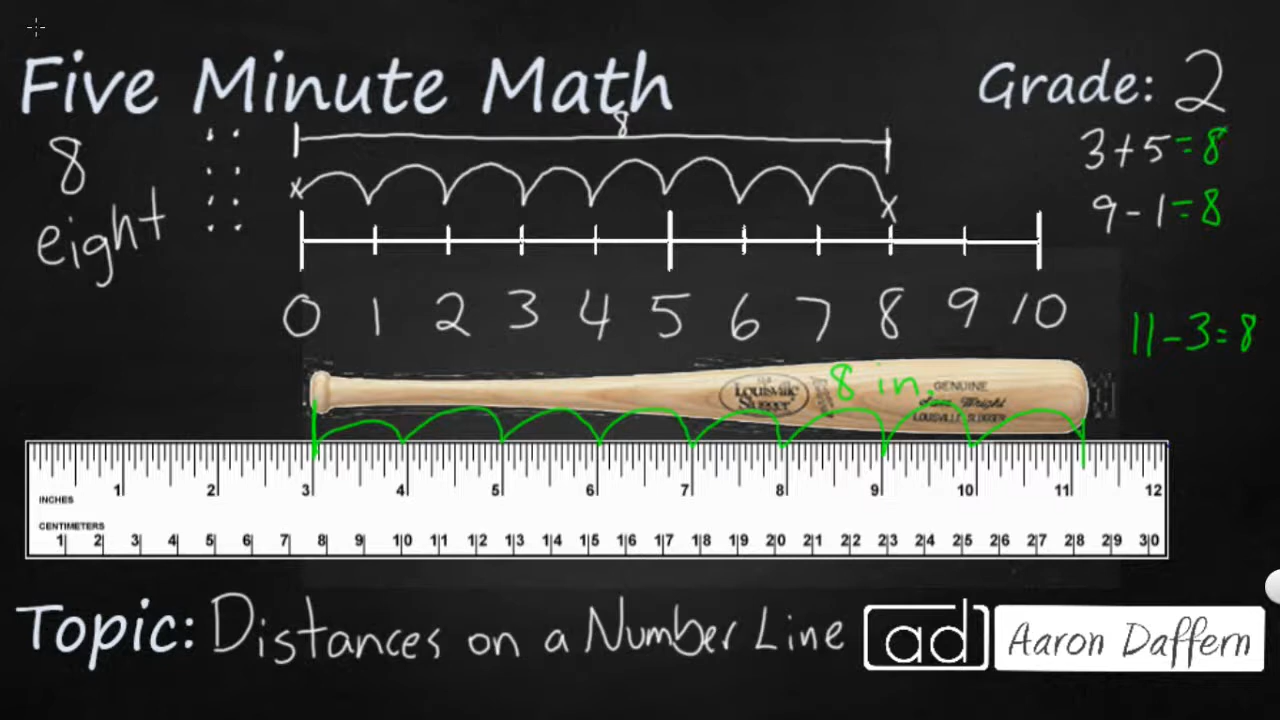 Five Minute Math
Grade: 2
8
eight
8
3+5=8
9-1=8
0 1 2 3 4 5 6 7 8 9 10
11-3=8
8 in.
Louisville
Slugger
GENUINE
LOUISVILLE SLUGGER
1 2 3 4 5 6 7 8 9 10 11 12
INCHES
CENTIMETERS
1 2 3 4 5 6 7 8 9 10 11 12 13 14 15 16 17 18 19 20 21 22 23 24 25 26 27 28 29 30
Topic: Distances on a Number Line
ad
Aaron Daffern